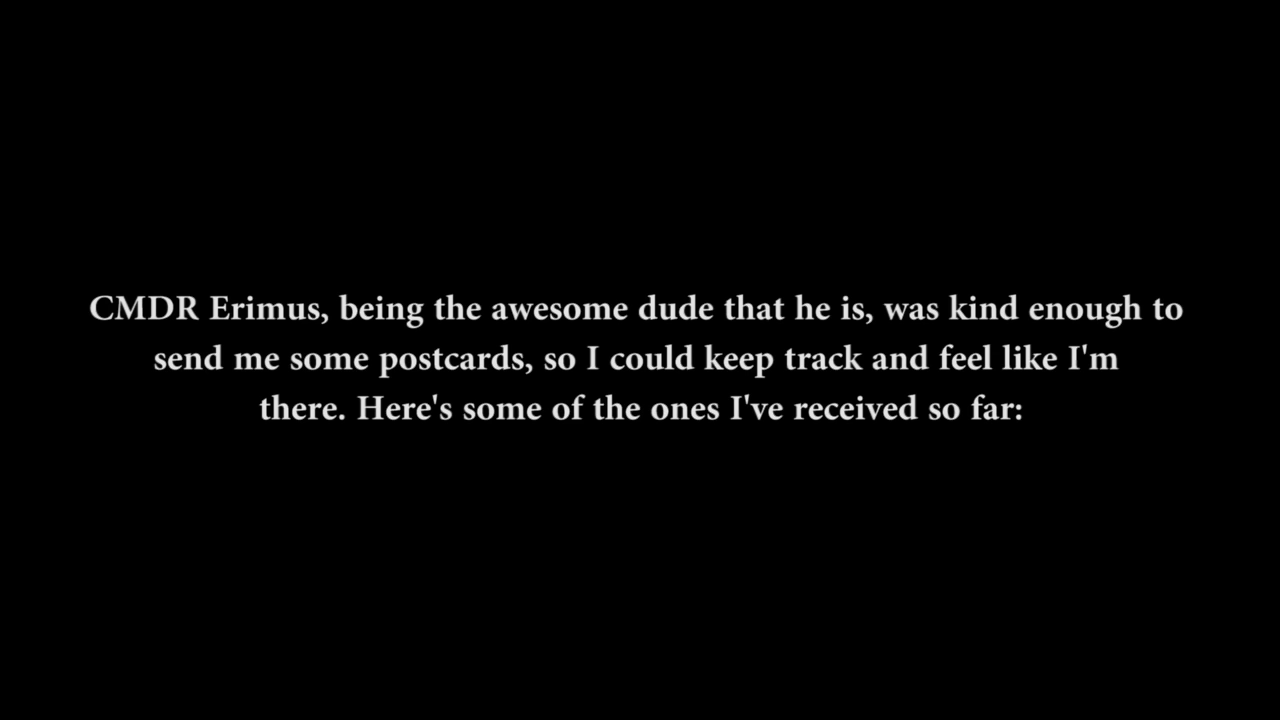 CMDR Erimus, being the awesome dude that he is, was kind enough to
send me some postcards, so I could keep track and feel like I'm
there. Here's some of the ones I've received so far: